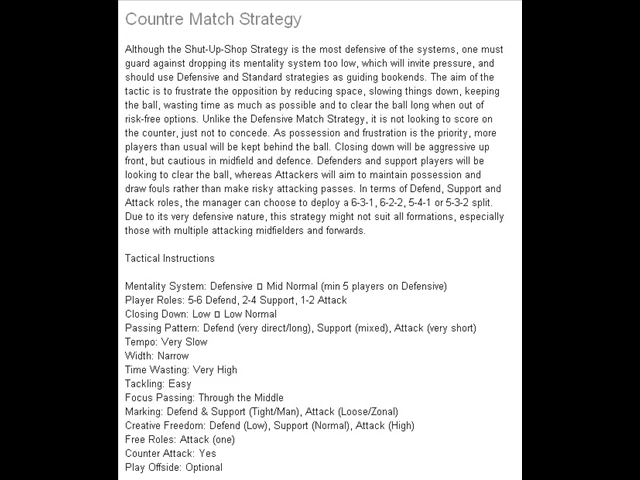 Countre Match Strategy
Although the Shut-Up-Shop Strategy is the most defensive of the systems, one must
guard against dropping its mentality system too low, which will invite pressure, and
should use Defensive and Standard strategies as guiding bookends. The aim of the
tactic is to frustrate the opposition by reducing space, slowing things down, keeping
the ball, wasting time as much as possible and to clear the ball long when out of
risk-free options. Unlike the Defensive Match Strategy, it is not looking to score on
the counter, just not to concede. As possession and frustration is the priority, more
players than usual will be kept behind the ball. Closing down will be aggressive up
front, but cautious in midfield and defence. Defenders and support players will be
looking to clear the ball, whereas Attackers will aim to maintain possession and
draw fouls rather than make risky attacking passes. In terms of Defend, Support and
Attack roles, the manager can choose to deploy a 6-3-1, 6-2-2, 5-4-1 or 5-3-2 split.
Due to its very defensive nature, this strategy might not suit all formations, especially
those with multiple attacking midfielders and forwards.
Tactical Instructions
Mentality System: Defensive □ Mid Normal (min 5 players on Defensive)
Player Roles: 5-6 Defend, 2-4 Support, 1-2 Attack
Closing Down: Low □ Low Normal
Passing Pattern: Defend (very direct/long), Support (mixed), Attack (very short)
Tempo: Very Slow
Width: Narrow
Time Wasting: Very High
Tackling: Easy
Focus Passing: Through the Middle
Marking: Defend & Support (Tight/Man), Attack (Loose/Zonal)
Creative Freedom: Defend (Low), Support (Normal), Attack (High)
Free Roles: Attack (one)
Counter Attack: Yes
Play Offside: Optional